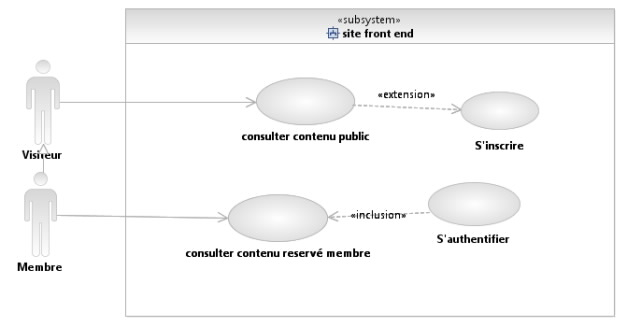 «subsystem»
site front end
«extension»
consulter contenu public
S'inscrire
Visiteur
«inclusion»
S'authentifier
consulter contenu reservé membre
Membre